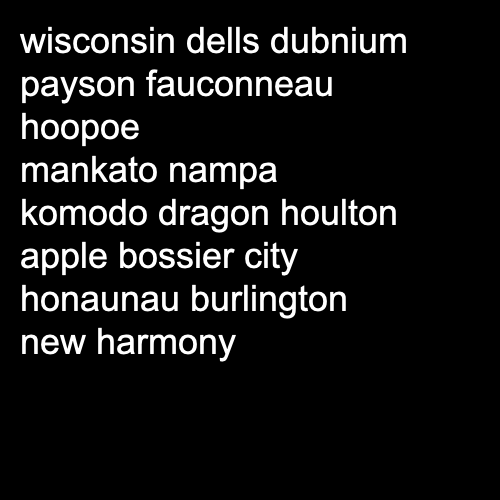 wisconsin dells dubnium
payson fauconneau
hoopoe
mankato nampa
komodo dragon houlton
apple bossier city
honaunau burlington
new harmony